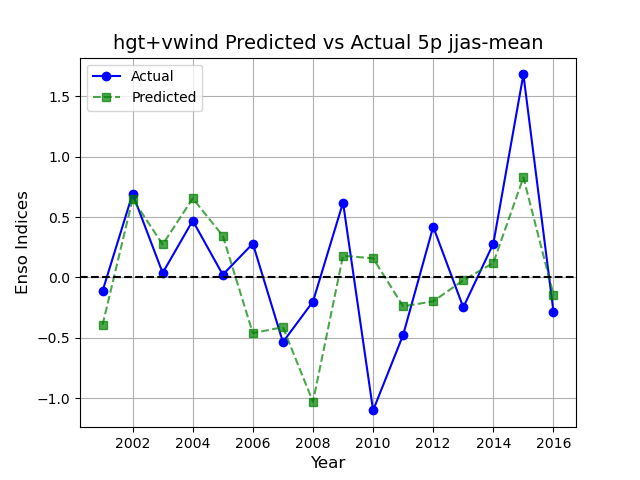 hgt+vwind Predicted vs Actual 5p jjas-mean
Actual
Predicted
1.5
1.0
0.5
0.0
−0.5
−1.0
Enso Indices
2002 2004 2006 2008 2010 2012 2014 2016
Year